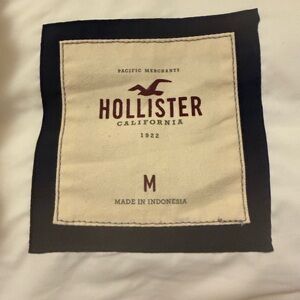 PACIFIC MERCHANTS
HOLLISTER
CALIFORNIA
1922
M
MADE IN INDONESIA